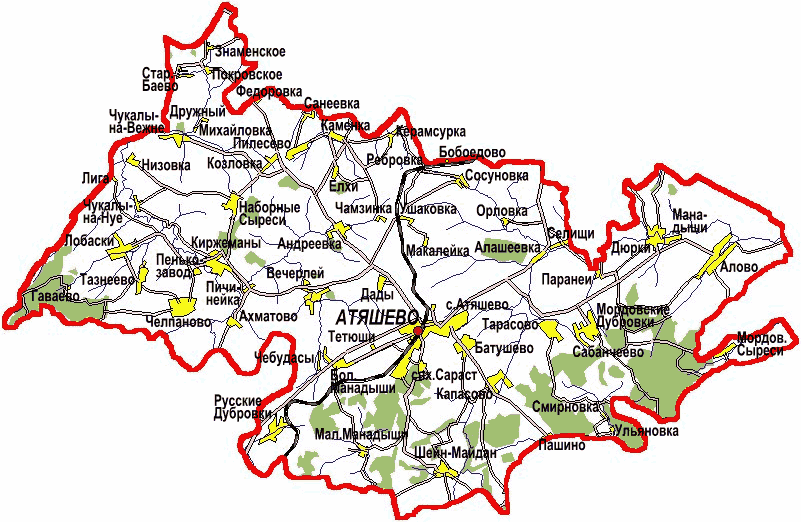 Знаменское
Стар.
Баево
Покровское
Федоровка
Санеевка
Чукалы-
на-Вежне
Дружный
Михайловка
Каменка
Керамсурка
Пилесево
Низовка
Козловка
Ребровка
Бобоедово
Лига
Елхи
Сосуновка
Чукалы-
на-Нуе
Наборные
Сыреси
Чамзинка
Ушаковка
Орловка
Мана-
дыши
Лобаски
Киржеманы
Андреевка
Макалейка
Алашеевка
Селищи
Дюрки
Пенько-
завод
Тазнеево
Вечерлей
Паранеи
Алово
Гаваево
Пичи-
нейка
Дады
с.Атяшево
Мордовские
Дубровки
Челпаново
Ахматово
АТЯШЕВО
Тарасово
Тетюши
Мордов.
Сыреси
Чебудасы
Батушево
Сабанчеево
Бол.
Манадыши
свх.Сараст
Капасово
Русские
Дубровки
Смирновка
Мал.Манадыши
Ульяновка
Пашино
Шейн-Майдан